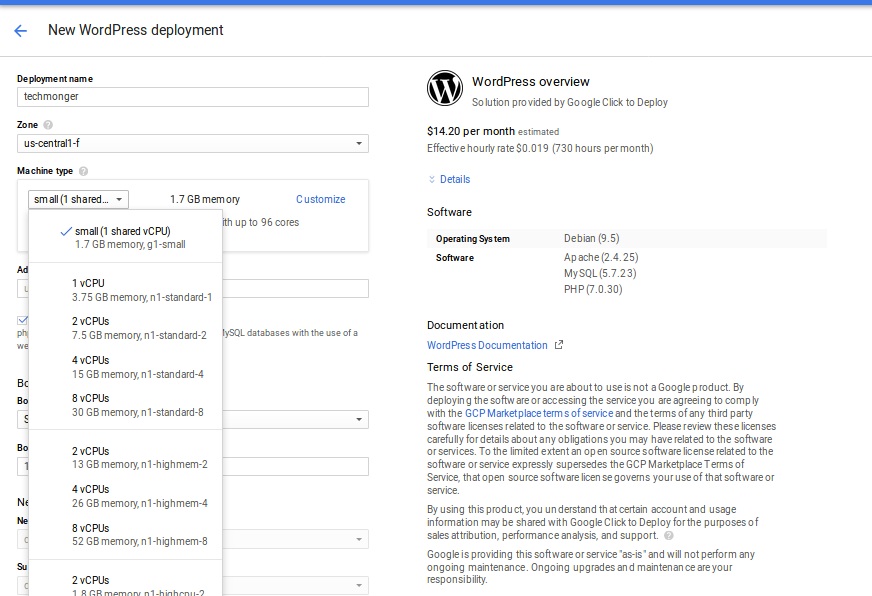 New WordPress deployment
Deployment name
techmonger
Zone
us-central1-f
Machine type
small (1 shared...
1.7 GB memory
Customize
ith up to 96 cores
small (1 shared vCPU)
1.7 GB memory, g1-small
1 vCPU
3.75 GB memory, n1-standard-1
2 vCPUs
7.5 GB memory, n1-standard-2
4 vCPUs
15 GB memory, n1-standard-4
8 vCPUs
30 GB memory, n1-standard-8
2 vCPUs
13 GB memory, n1-highmem-2
4 vCPUs
26 GB memory, n1-highmem-4
8 vCPUs
52 GB memory, n1-highmem-8
2 vCPUs
1.8 GB memory, n1-highcpu-2
Ad
php
MySQL databases with the use of a
we
Bo
Bo
S
Bo
1
Ne
Ne
Su
WordPress overview
Solution provided by Google Click to Deploy
$14.20 per month estimated
Effective hourly rate $0.019 (730 hours per month)
Details
Software
Operating System Debian (9.5)
Software Apache (2.4.25)
MySQL (5.7.23)
PHP (7.0.30)
Documentation
WordPress Documentation
Terms of Service
The software or service you are about to use is not a Google product. By
deploying the software or accessing the service you are agreeing to comply
with the GCP Marketplace terms of service and the terms of any third party
software licenses related to the software or service. Please review these licenses
carefully for details about any obligations you may have related to the software
or services. To the limited extent an open source software license related to the
software or service expressly supersedes the GCP Marketplace Terms of
Service, that open source software license governs your use of that software or
service.
By using this product, you understand that certain account and usage
information may be shared with Google Click to Deploy for the purposes of
sales attribution, performance analysis, and support.
Google is providing this software or service "as-is" and will not perform any
ongoing maintenance. Ongoing upgrades and maintenance are your
responsibility.